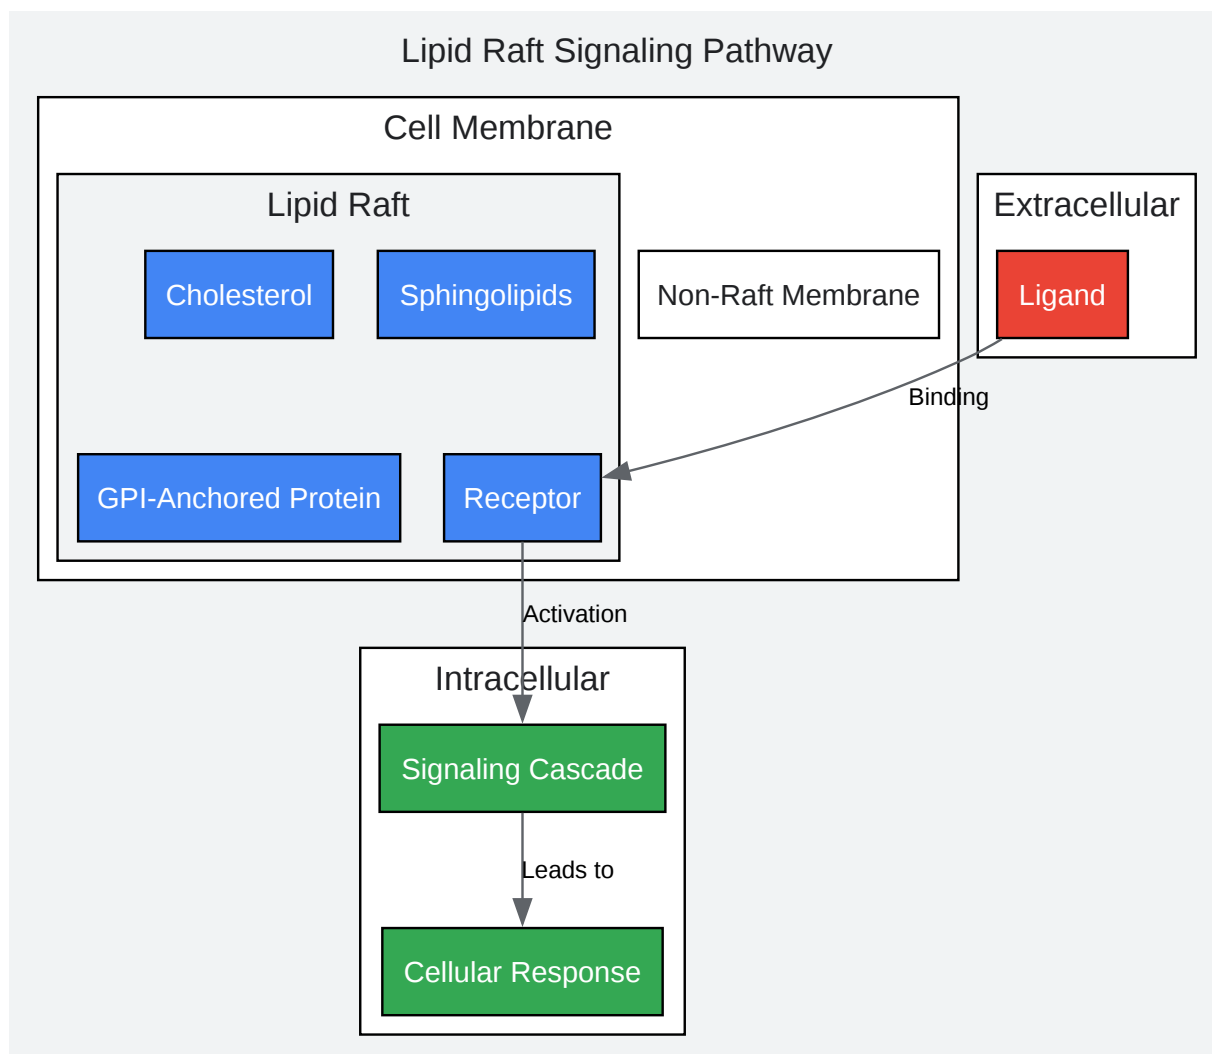 Lipid Raft Signaling Pathway
Cell Membrane
Lipid Raft
Extracellular
Cholesterol
Sphingolipids
Non-Raft Membrane
Ligand
Binding
GPI-Anchored Protein
Receptor
Activation
Intracellular
Signaling Cascade
Leads to
Cellular Response